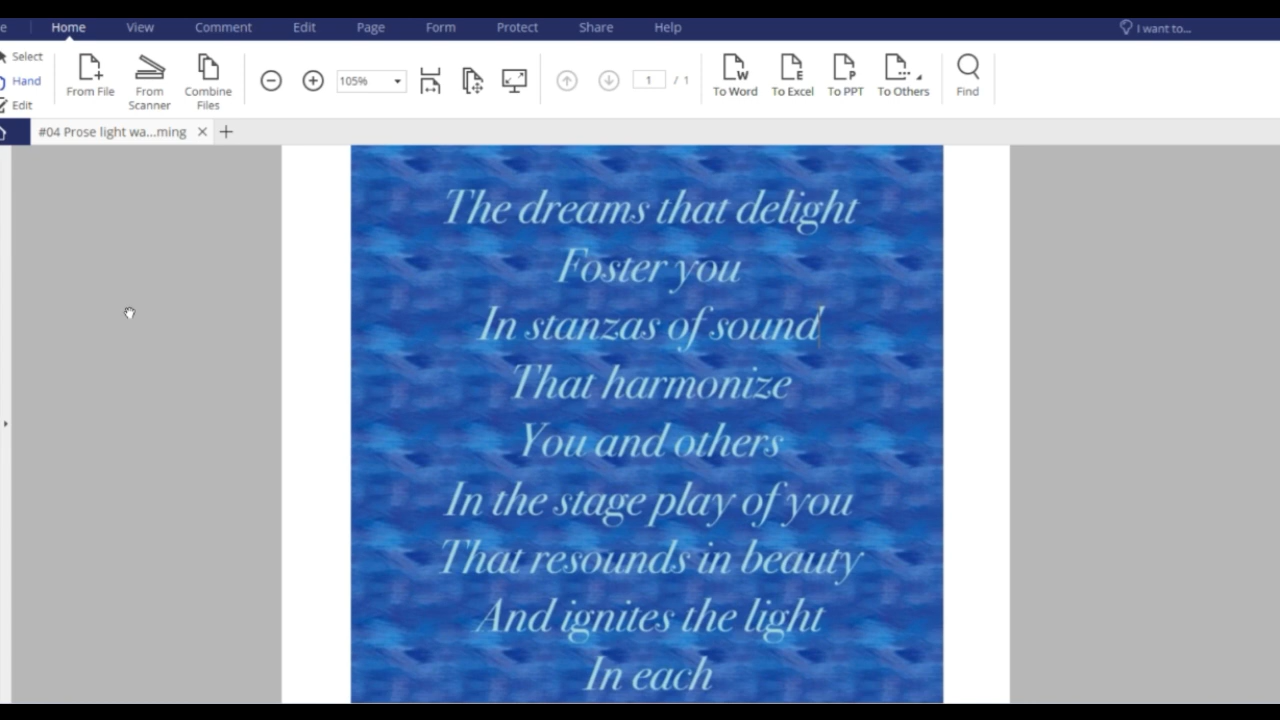 e Home View Comment Edit Page Form Protect Share Help I want to...
Select
Hand
Edit
From File
From Scanner
Combine Files
105%
1 / 1
To Word
To Excel
To PPT
To Others
Find
#04 Prose light wa...ming
The dreams that delight
Foster you
In stanzas of sound
That harmonize
You and others
In the stage play of you
That resounds in beauty
And ignites the light
In each